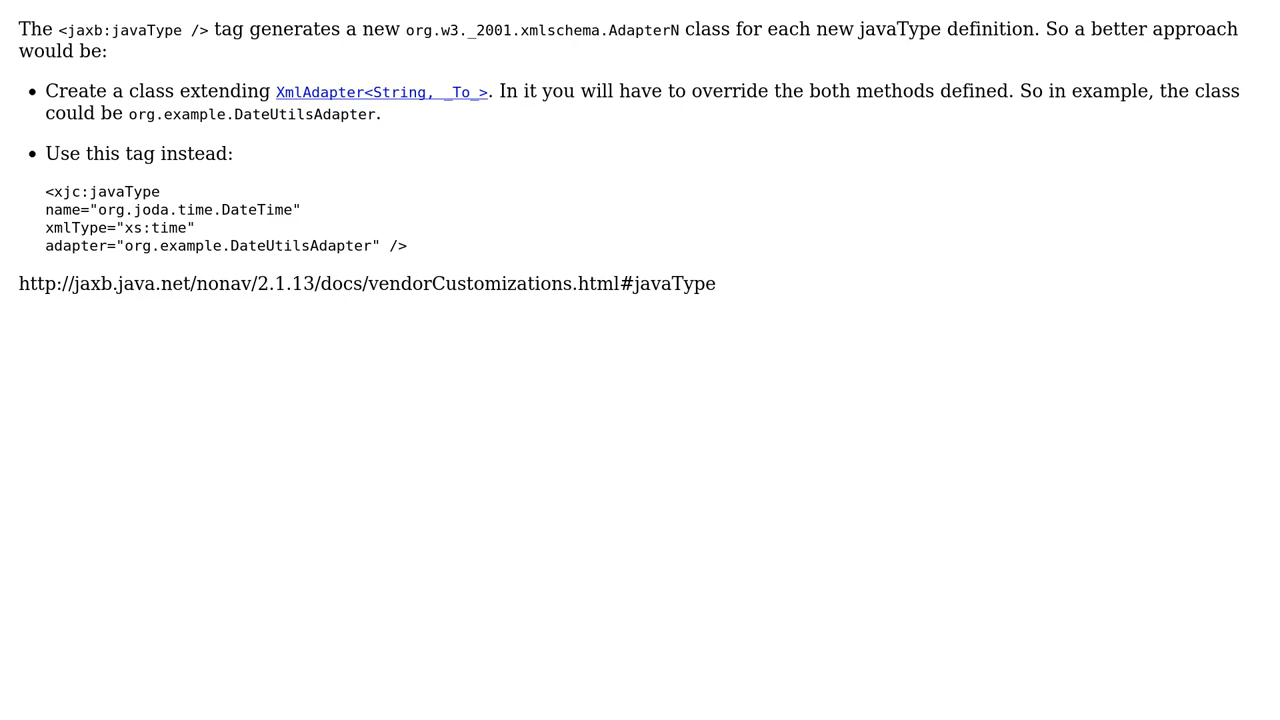 The <jaxb:javaType /> tag generates a new org.w3._2001.xmlschema.AdapterN class for each new javaType definition. So a better approach
would be:
• Create a class extending XmlAdapter<String, _To_>. In it you will have to override the both methods defined. So in example, the class
could be org.example.DateUtilsAdapter.
• Use this tag instead:
<xjc:javaType
name="org.joda.time.DateTime"
xmlType="xs:time"
adapter="org.example.DateUtilsAdapter" />
http://jaxb.java.net/nonav/2.1.13/docs/vendorCustomizations.html#javaType